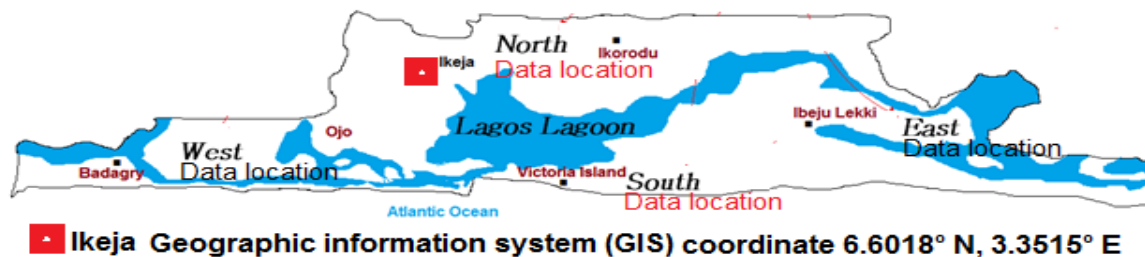 North
Ikorodu
Ikeja
Data location
Ibeju Lekki
Ojo
Lagos Lagoon
East
West
Data location
Data location
Badagry
Victoria Island
South
Data location
Atlantic Ocean
Ikeja Geographic information system (GIS) coordinate 6.6018° N, 3.3515° E